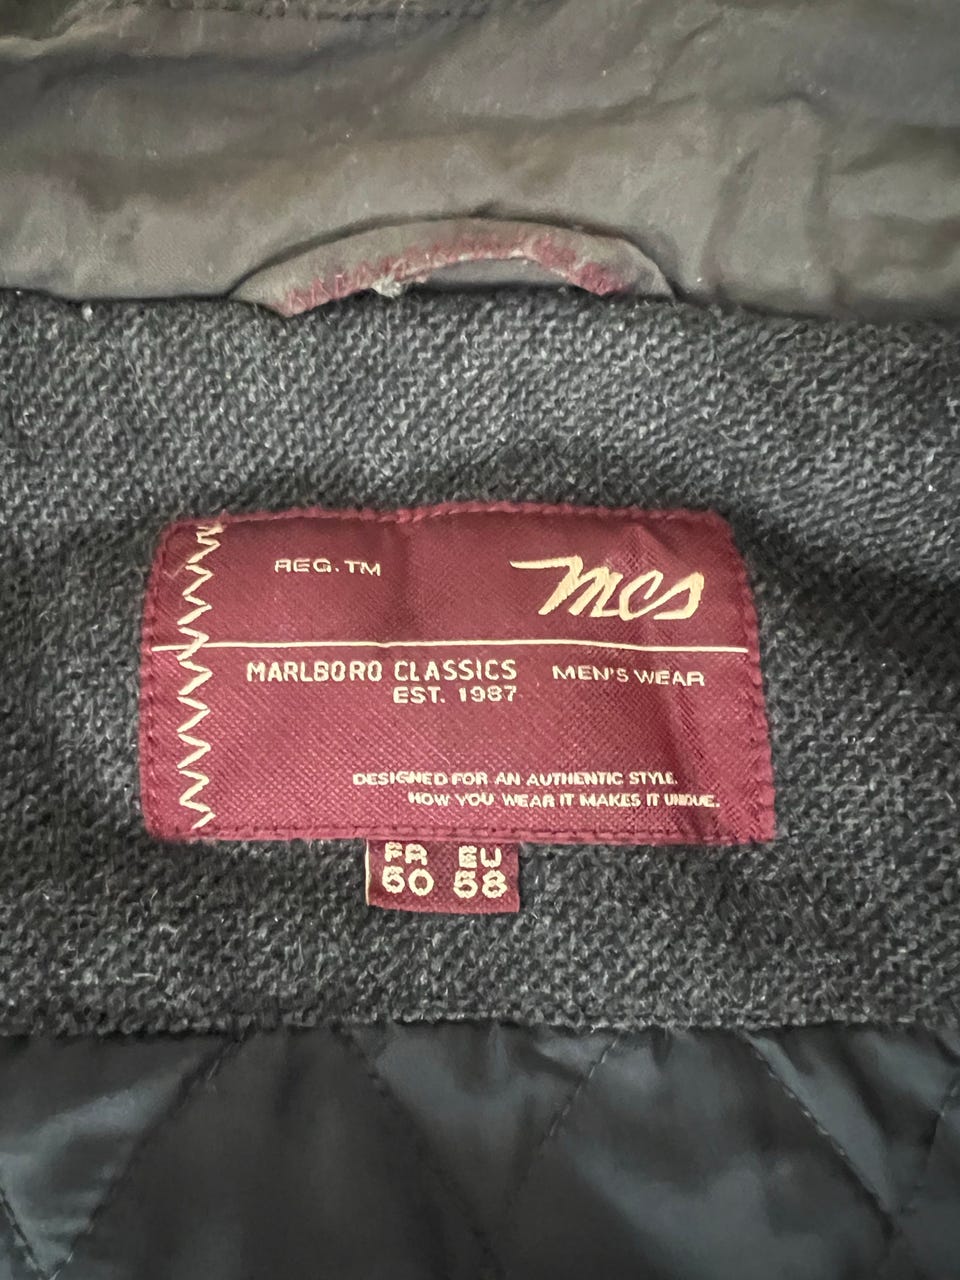 REG. TM
mcs
MARLBORO CLASSICS MEN'S WEAR
EST. 1987
DESIGNED FOR AN AUTHENTIC STYLE.
HOW YOU WEAR IT MAKES IT UNIQUE.
FR EU
60 58